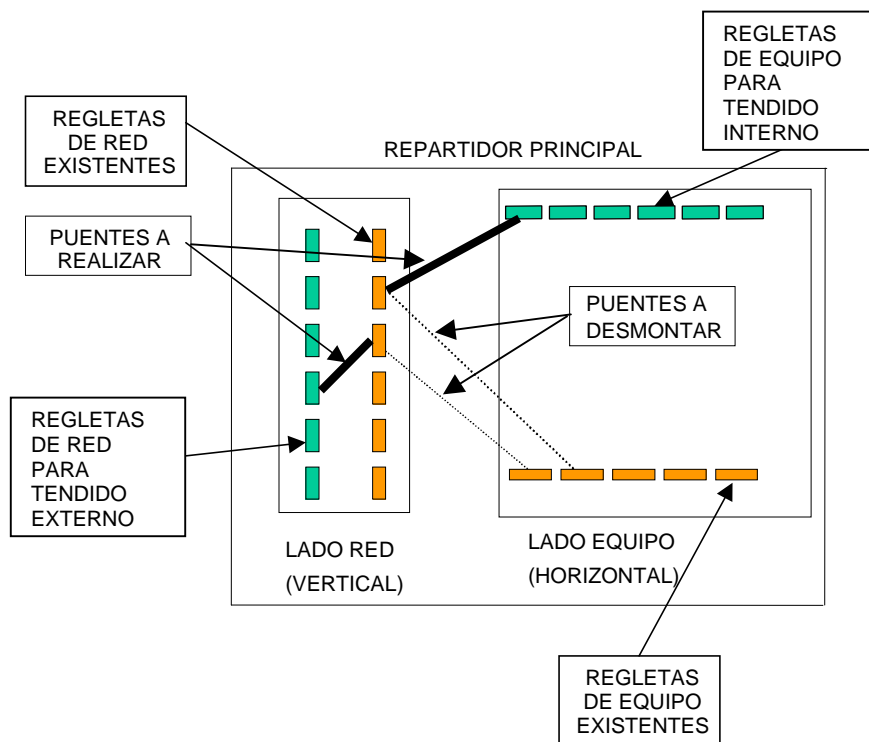 REGLETAS
DE EQUIPO
PARA
TENDIDO
INTERNO
REGLETAS
DE RED
EXISTENTES
REPARTIDOR PRINCIPAL
PUENTES A
REALIZAR
PUENTES A
DESMONTAR
REGLETAS
DE RED
PARA
TENDIDO
EXTERNO
LADO RED
(VERTICAL)
LADO EQUIPO
(HORIZONTAL)
REGLETAS
DE EQUIPO
EXISTENTES